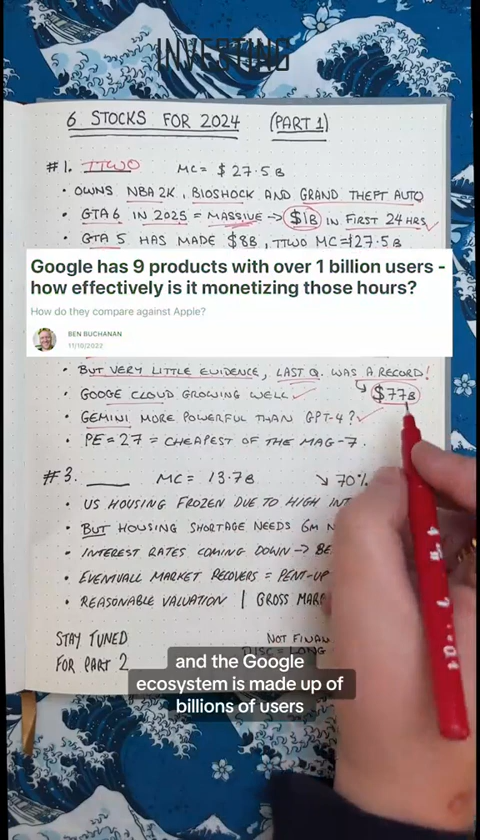 INVESTING
6 STOCKS FOR 2024 (PART 1)
#1. TTWO MC= $27.5B
• OWNS NBA 2K, BIOSHOCK AND GRAND THEFT AUTO
• GTA 6 IN 2025 = MASSIVE → $1B IN FIRST 24 HRS
• GTA 5 HAS MADE $8B, TTWO MC=$27.5B
Google has 9 products with over 1 billion users -
how effectively is it monetizing those hours?
How do they compare against Apple?
BEN BUCHANAN
11/10/2022
• BUT VERY LITTLE EVIDENCE, LAST Q. WAS A RECORD!
• GOOGE CLOUD GROWING WELL $77B
• GEMINI MORE POWERFUL THAN GPT-4?
• PE=27 = CHEAPEST OF THE MAG-7.
#3. ____ MC= 13.7B ↘ 70%
• US HOUSING FROZEN DUE TO HIGH INT
• BUT HOUSING SHORTAGE NEEDS 6M N
• INTEREST RATES COMING DOWN → BE
• EVENTUALL MARKET RECOVERS = PENT-UP
• REASONABLE VALUATION | GROSS MAR
STAY TUNED NOT FINAN
FOR PART 2 DISC = LONG
and the Google
ecosystem is made up of
billions of users